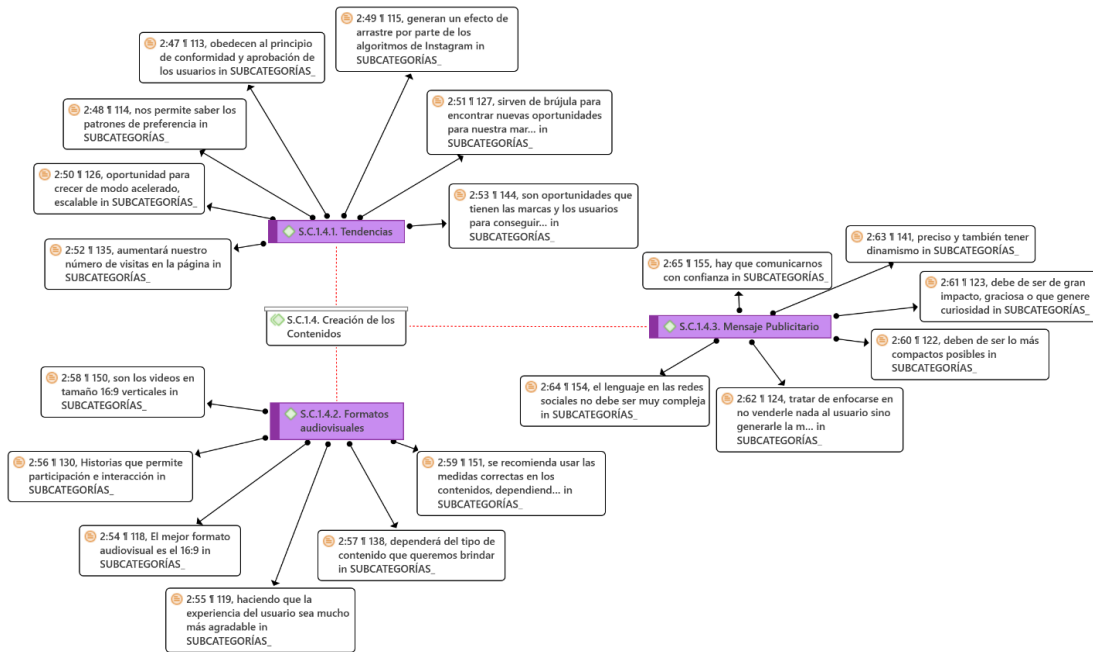 2:49 ¶ 115, generan un efecto de
arrastre por parte de los
algoritmos de Instagram in
SUBCATEGORÍAS_
2:47 ¶ 113, obedecen al principio
de conformidad y aprobación de
los usuarios in SUBCATEGORÍAS_
2:48 ¶ 114, nos permite saber los
patrones de preferencia in
SUBCATEGORÍAS_
2:51 ¶ 127, sirven de brújula para
encontrar nuevas oportunidades
para nuestra mar... in
SUBCATEGORÍAS_
2:50 ¶ 126, oportunidad para
crecer de modo acelerado,
escalable in SUBCATEGORÍAS_
2:53 ¶ 144, son oportunidades que
tienen las marcas y los usuarios
para conseguir... in
SUBCATEGORÍAS_
S.C.1.4.1. Tendencias
2:52 ¶ 135, aumentará nuestro
número de visitas en la página in
SUBCATEGORÍAS_
2:63 ¶ 141, preciso y también tener
dinamismo in SUBCATEGORÍAS_
2:65 ¶ 155, hay que comunicarnos
con confianza in SUBCATEGORÍAS_
2:61 ¶ 123, debe de ser de gran
impacto, graciosa o que genere
curiosidad in SUBCATEGORÍAS_
S.C.1.4. Creación de los
Contenidos
S.C.1.4.3. Mensaje Publicitario
2:60 ¶ 122, deben de ser lo más
compactos posibles in
SUBCATEGORÍAS_
2:64 ¶ 154, el lenguaje en las redes
sociales no debe ser muy compleja
in SUBCATEGORÍAS_
2:62 ¶ 124, tratar de enfocarse en
no venderle nada al usuario sino
generarle la m... in
SUBCATEGORÍAS_
2:58 ¶ 150, son los videos en
tamaño 16:9 verticales in
SUBCATEGORÍAS_
S.C.1.4.2. Formatos
audiovisuales
2:56 ¶ 130, Historias que permite
participación e interacción in
SUBCATEGORÍAS_
2:59 ¶ 151, se recomienda usar las
medidas correctas en los
contenidos, dependiend... in
SUBCATEGORÍAS_
2:54 ¶ 118, El mejor formato
audiovisual es el 16:9 in
SUBCATEGORÍAS_
2:57 ¶ 138, dependerá del tipo de
contenido que queremos brindar
in SUBCATEGORÍAS_
2:55 ¶ 119, haciendo que la
experiencia del usuario sea mucho
más agradable in
SUBCATEGORÍAS_